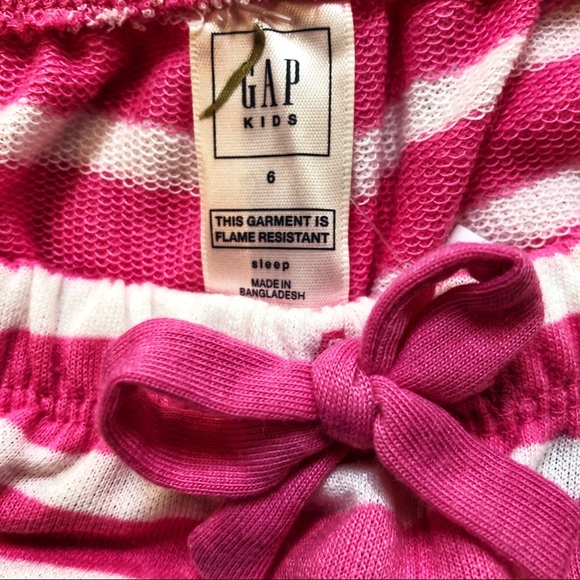 GAP
KIDS
6
THIS GARMENT IS
FLAME RESISTANT
sleep
MADE IN
BANGLADESH